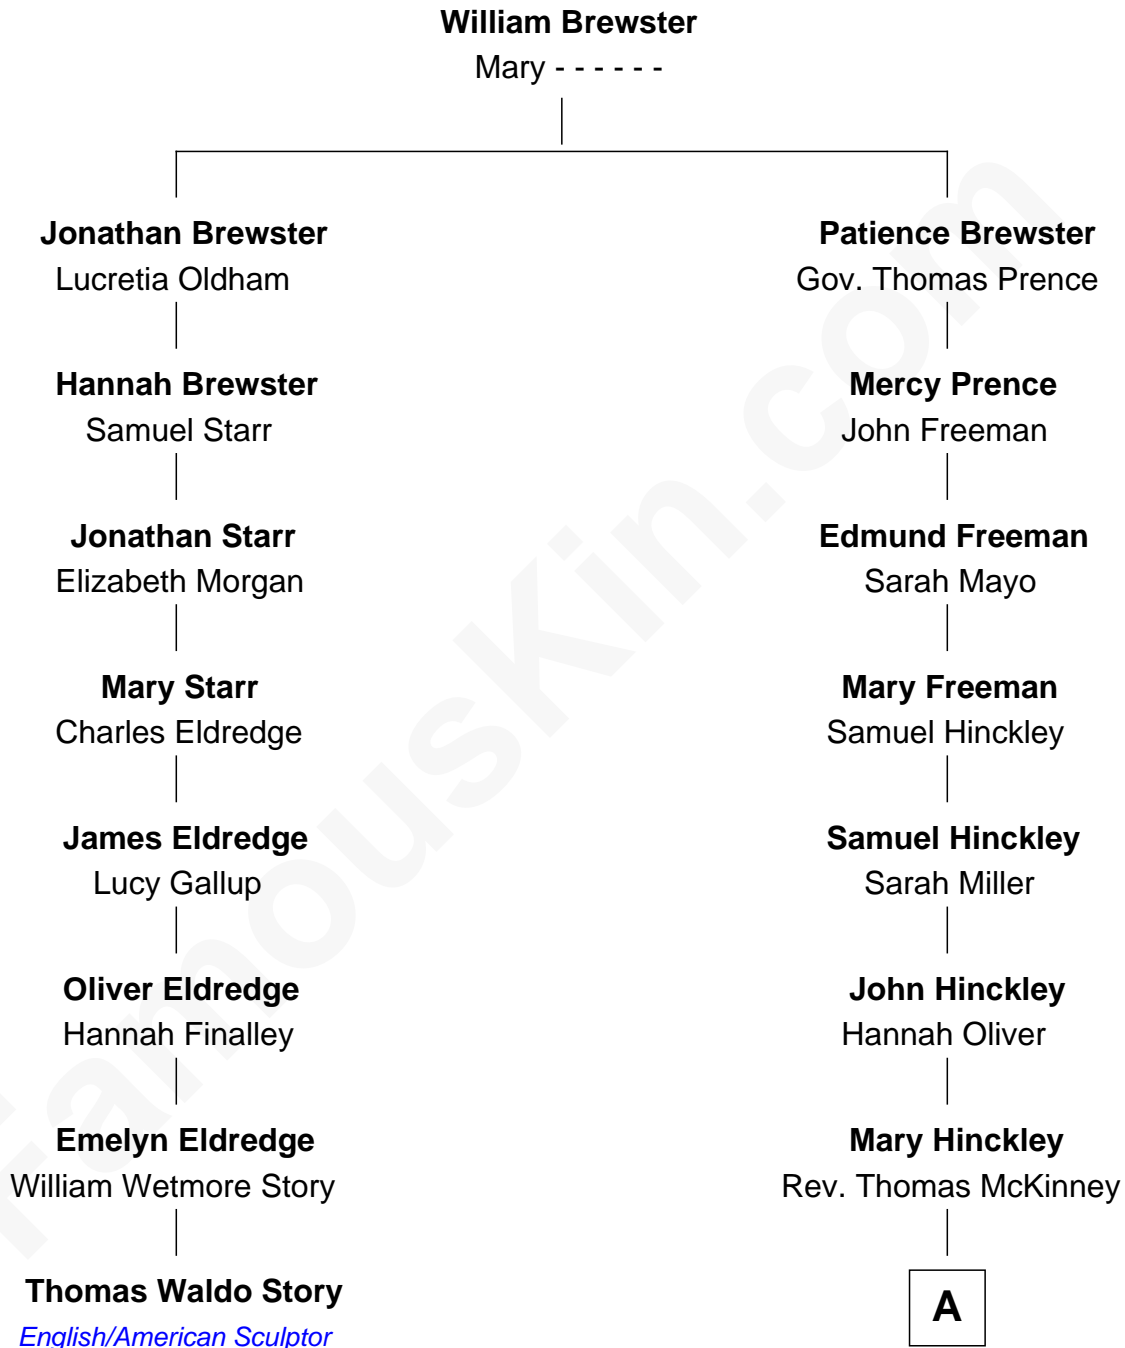 William Brewster
Mary - - - - - -
Jonathan Brewster
Lucretia Oldham
Hannah Brewster
Samuel Starr
Jonathan Starr
Elizabeth Morgan
Mary Starr
Charles Eldredge
James Eldredge
Lucy Gallup
Oliver Eldredge
Hannah Finalley
Emelyn Eldredge
William Wetmore Story
Thomas Waldo Story
English/American Sculptor
Patience Brewster
Gov. Thomas Prence
Mercy Prence
John Freeman
Edmund Freeman
Sarah Mayo
Mary Freeman
Samuel Hinckley
Samuel Hinckley
Sarah Miller
John Hinckley
Hannah Oliver
Mary Hinckley
Rev. Thomas McKinney
A
FamousKin.com